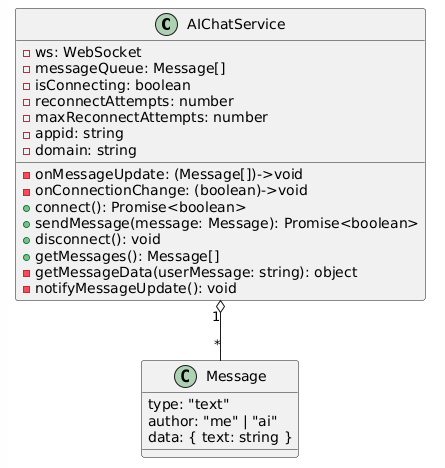 C AIChatService
ws: WebSocket
messageQueue: Message[]
isConnecting: boolean
reconnectAttempts: number
maxReconnectAttempts: number
appid: string
domain: string
onMessageUpdate: (Message[])->void
onConnectionChange: (boolean)->void
connect(): Promise<boolean>
sendMessage(message: Message): Promise<boolean>
disconnect(): void
getMessages(): Message[]
getMessageData(userMessage: string): object
notifyMessageUpdate(): void
1
*
C Message
type: "text"
author: "me" | "ai"
data: { text: string }